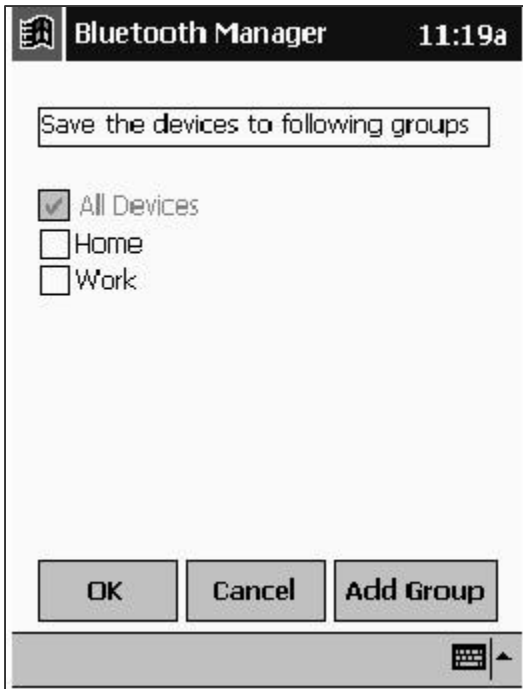 Bluetooth Manager 11:19a
Save the devices to following groups
All Devices
Home
Work
OK Cancel Add Group